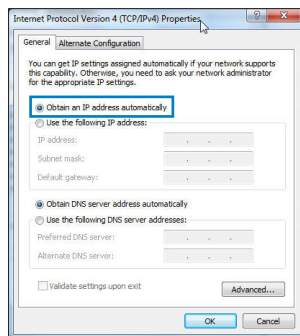 Internet Protocol Version 4 (TCP/IPv4) Properties
General
Alternate Configuration
You can get IP settings assigned automatically if your network supports
this capability. Otherwise, you need to ask your network administrator
for the appropriate IP settings.
Obtain an IP address automatically
Use the following IP address:
IP address:
Subnet mask:
Default gateway:
Obtain DNS server address automatically
Use the following DNS server addresses:
Preferred DNS server:
Alternate DNS server:
Validate settings upon exit
Advanced...
OK
Cancel